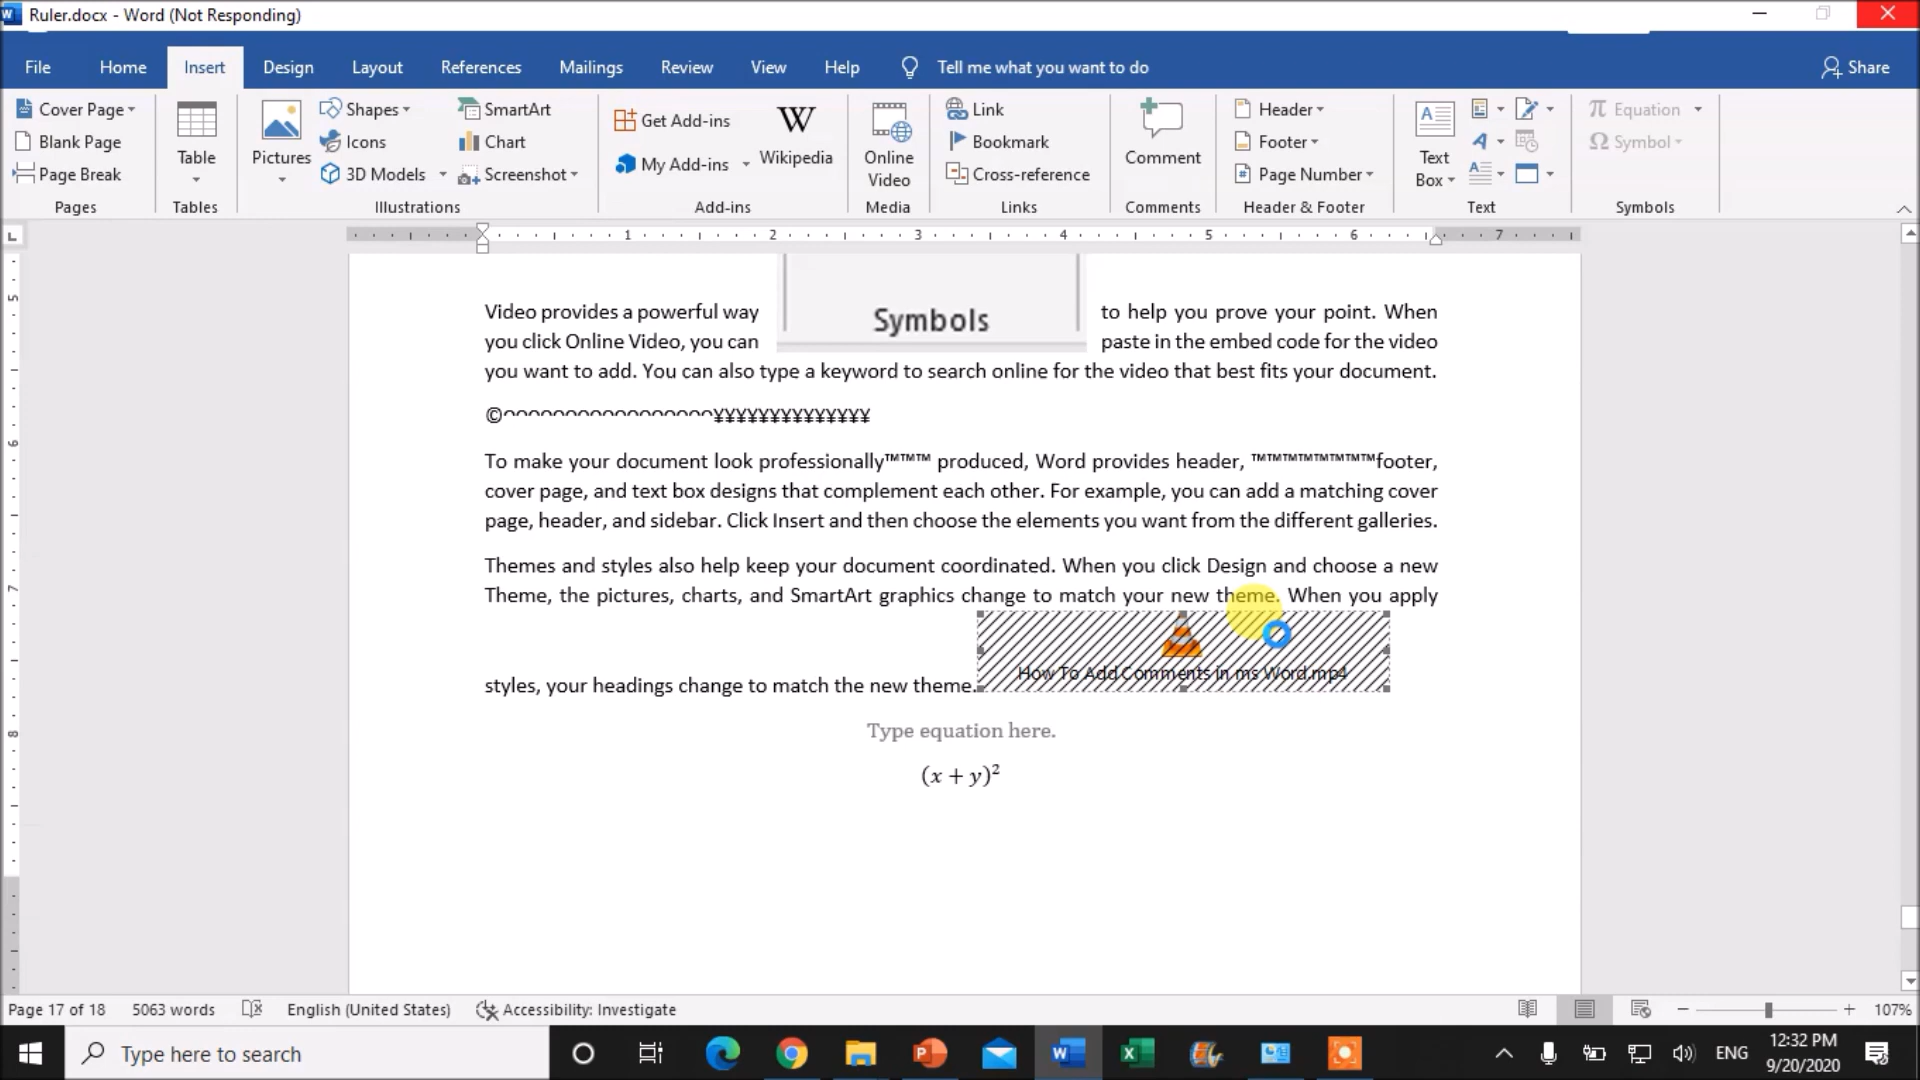 Ruler.docx - Word (Not Responding)
File Home Insert Design Layout References Mailings Review View Help Tell me what you want to do Share
Cover Page
Blank Page
Page Break
Pages
Table
Tables
Pictures
Shapes
Icons
3D Models
SmartArt
Chart
Screenshot
Illustrations
Get Add-ins
My Add-ins
W
Wikipedia
Add-ins
Online
Video
Media
Link
Bookmark
Cross-reference
Links
Comment
Comments
Header
Footer
Page Number
Header & Footer
Text
Box
Text
π Equation
Ω Symbol
Symbols
1 2 3 4 5 6 7
5
6
7
8
Symbols
Video provides a powerful way to help you prove your point. When
you click Online Video, you can paste in the embed code for the video
you want to add. You can also type a keyword to search online for the video that best fits your document.
To make your document look professionally™™™ produced, Word provides header, ™™™™™™™™footer,
cover page, and text box designs that complement each other. For example, you can add a matching cover
page, header, and sidebar. Click Insert and then choose the elements you want from the different galleries.
Themes and styles also help keep your document coordinated. When you click Design and choose a new
Theme, the pictures, charts, and SmartArt graphics change to match your new theme. When you apply
How To Add Comments in ms Word.mp4
styles, your headings change to match the new theme.
Type equation here.
(x + y)²
Page 17 of 18 5063 words English (United States) Accessibility: Investigate 107%
Type here to search
ENG
12:32 PM
9/20/2020